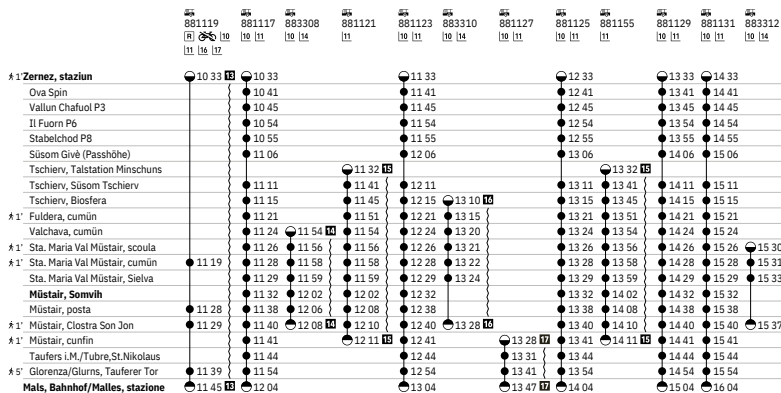 881119 881117 883308 881121 881123 883310 881127 881125 881155 881129 881131 883312
R 10 10 11 10 14 11 10 11 10 14 10 11 10 11 11 10 11 10 11 10 14
11 16 17
1' Zernez, staziun 10 33 13 10 33 11 33 12 33 13 33 14 33
Ova Spin 10 41 11 41 12 41 13 41 14 41
Vallun Chafuol P3 10 45 11 45 12 45 13 45 14 45
Il Fuorn P6 10 54 11 54 12 54 13 54 14 54
Stabelchod P8 10 55 11 55 12 55 13 55 14 55
Süsom Givè (Passhöhe) 11 06 12 06 13 06 14 06 15 06
Tschierv, Talstation Minschuns 11 32 15 13 32 15
Tschierv, Süsom Tschierv 11 11 11 41 12 11 13 11 13 41 14 11 15 11
Tschierv, Biosfera 11 15 11 45 12 15 13 10 16 13 15 13 45 14 15 15 15
1' Fuldera, cumün 11 21 11 51 12 21 13 15 13 21 13 51 14 21 15 21
Valchava, cumün 11 24 11 54 14 11 54 12 24 13 20 13 24 13 54 14 24 15 24
1' Sta. Maria Val Müstair, scoula 11 26 11 56 11 56 12 26 13 22 13 26 13 56 14 26 15 26 15 30
1' Sta. Maria Val Müstair, cumün 11 19 11 28 11 58 11 58 12 28 13 22 13 28 13 58 14 28 15 28 15 31
Sta. Maria Val Müstair, Sielva 11 29 11 59 11 59 12 29 13 24 13 29 13 59 14 29 15 29 15 33
Müstair, Somvih 11 32 12 02 12 02 12 32 13 32 14 02 14 32 15 32
Müstair, posta 11 28 11 38 12 06 12 08 12 38 13 38 14 08 14 38 15 38
1' Müstair, Clostra Son Jon 11 29 11 40 12 08 14 12 10 12 40 13 28 16 13 40 14 10 14 40 15 40 15 37
1' Müstair, cunfin 11 41 12 11 15 12 41 13 28 17 13 41 14 11 15 14 41 15 41
Taufers i.M./Tubre,St.Nikolaus 11 44 12 44 13 31 13 44 14 44 15 44
5' Glorenza/Glurns, Tauferer Tor 11 39 11 54 12 54 13 41 13 54 14 54 15 54
Mals, Bahnhof/Malles, stazione 11 45 13 12 04 13 04 13 47 17 14 04 15 04 16 04